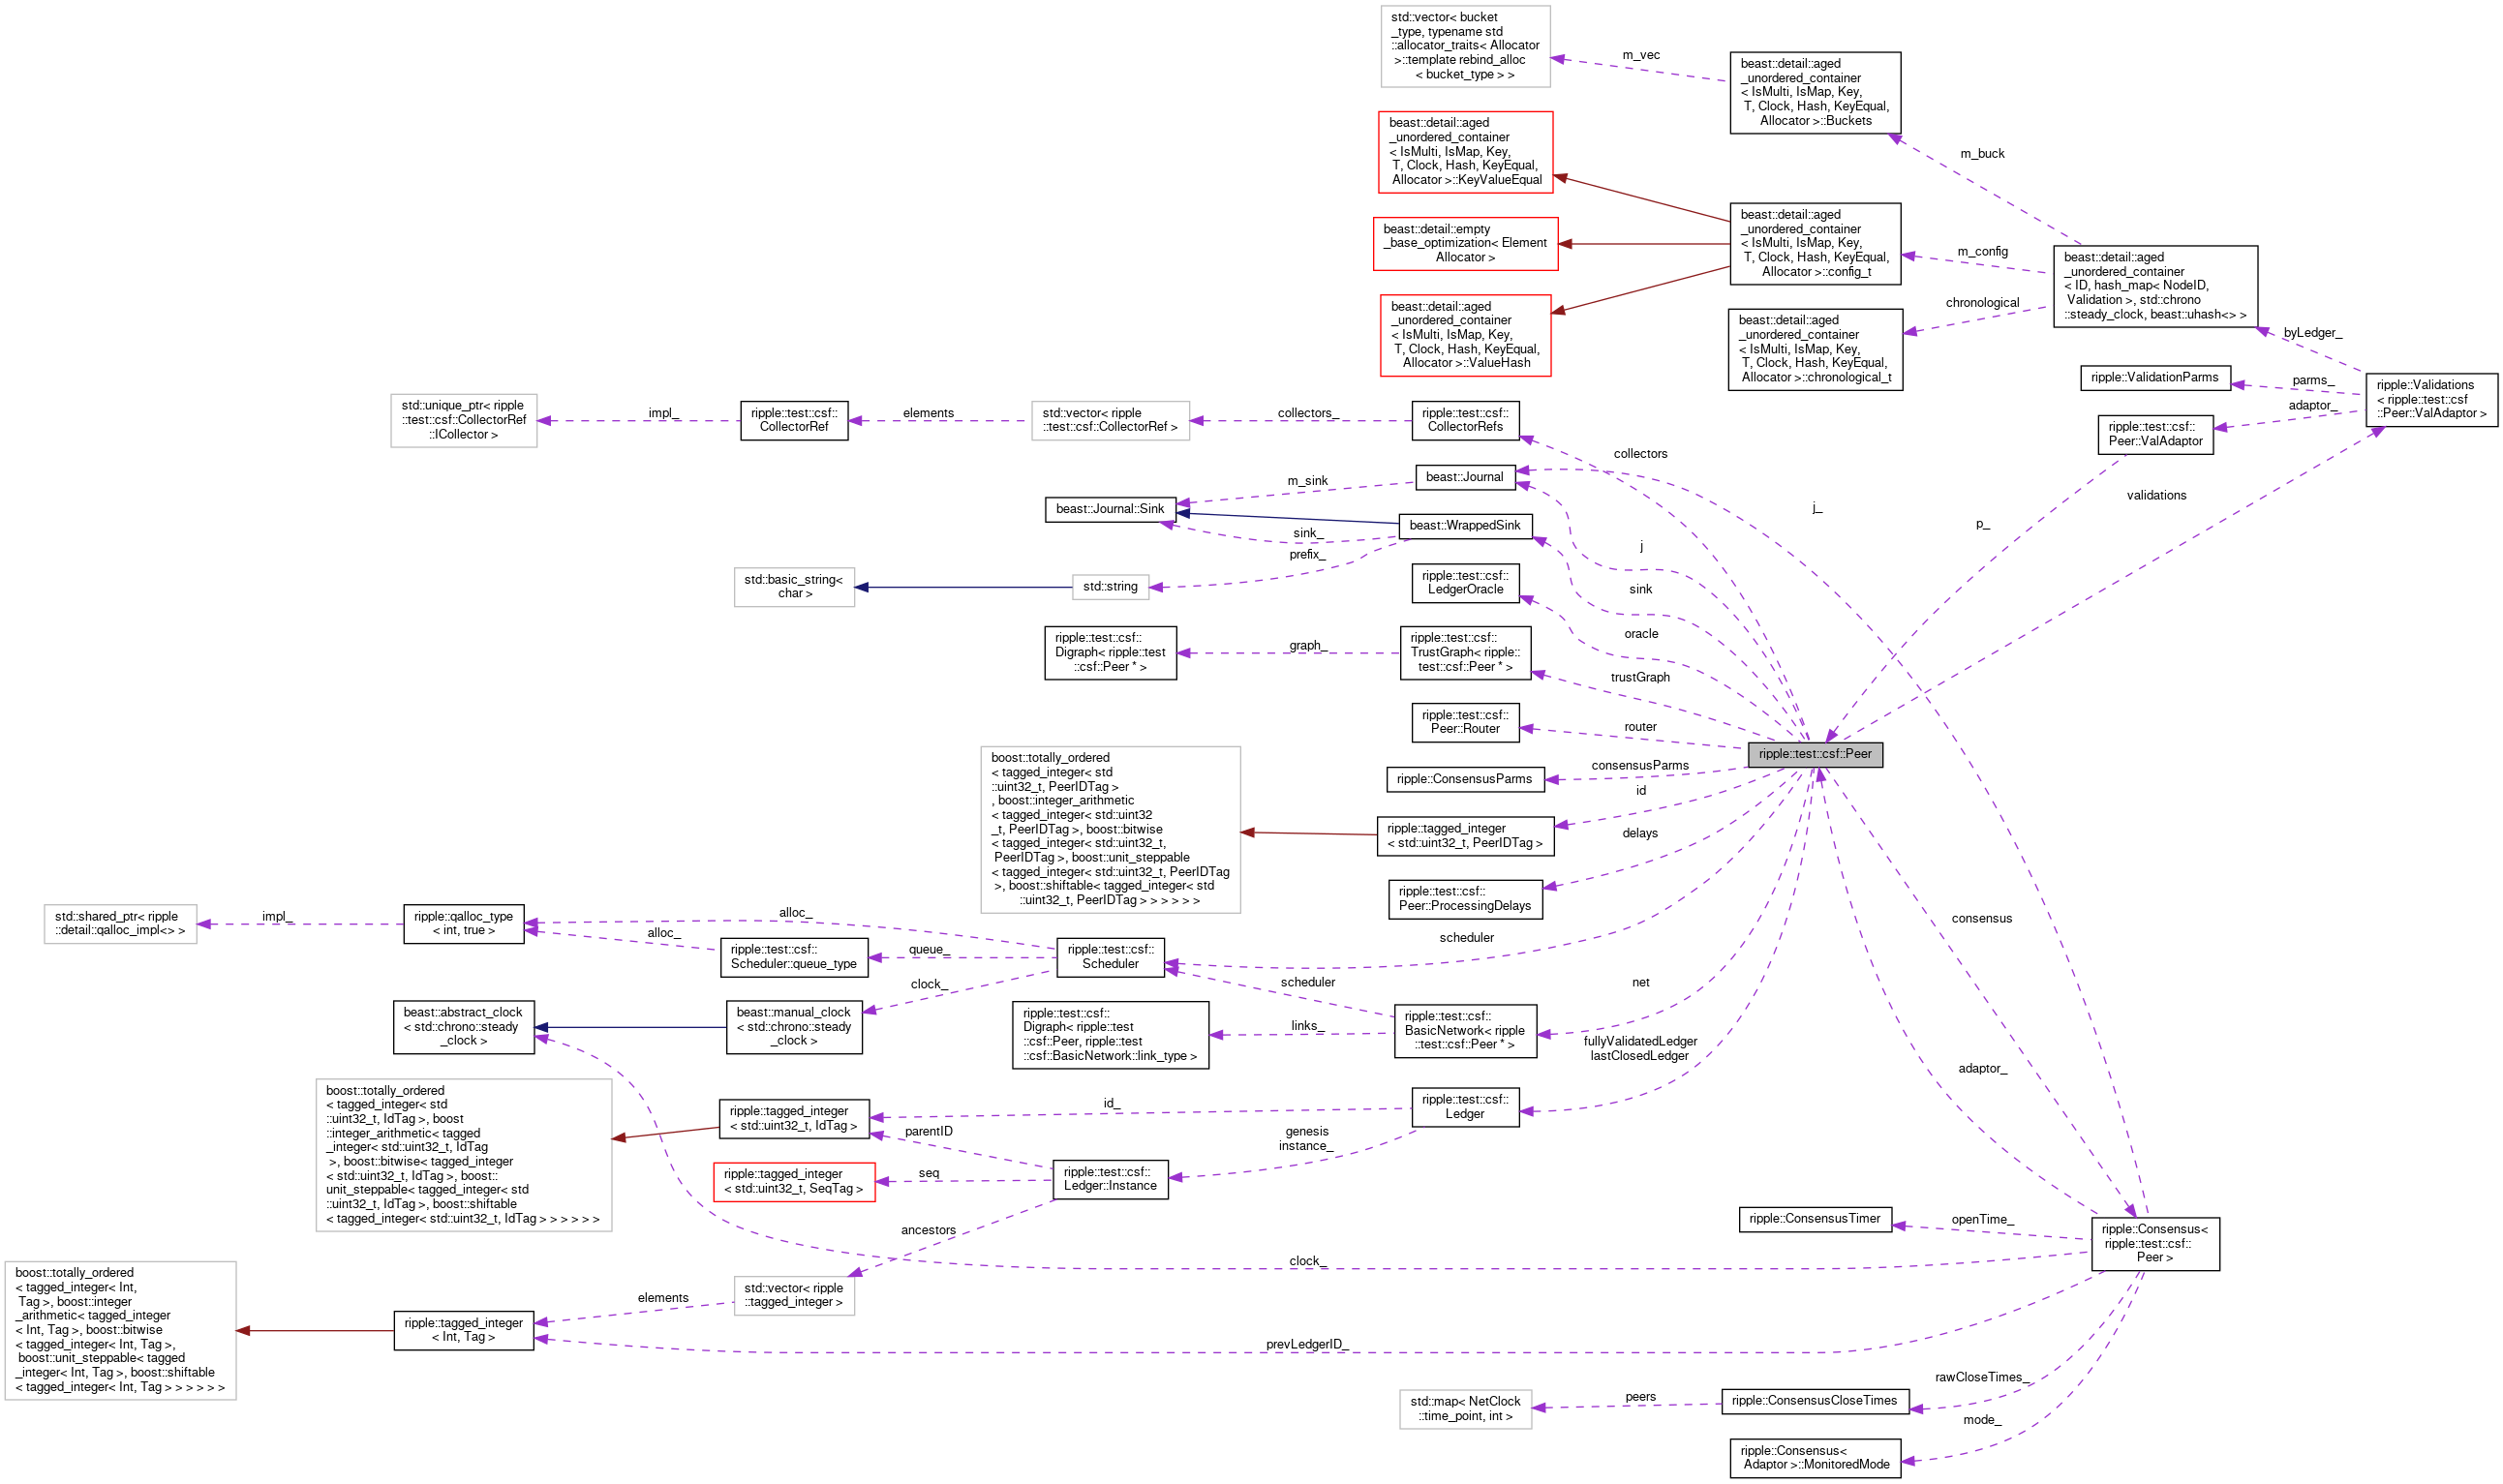 std::vector< bucket
_type, typename std
::allocator_traits< Allocator
>::template rebind_alloc
< bucket_type > >
m_vec
beast::detail::aged
_unordered_container
< IsMulti, IsMap, Key,
T, Clock, Hash, KeyEqual,
Allocator >::Buckets
m_buck
beast::detail::aged
_unordered_container
< IsMulti, IsMap, Key,
T, Clock, Hash, KeyEqual,
Allocator >::KeyValueEqual
beast::detail::empty
_base_optimization< Element
Allocator >
beast::detail::aged
_unordered_container
< IsMulti, IsMap, Key,
T, Clock, Hash, KeyEqual,
Allocator >::ValueHash
beast::detail::aged
_unordered_container
< IsMulti, IsMap, Key,
T, Clock, Hash, KeyEqual,
Allocator >::config_t
m_config
beast::detail::aged
_unordered_container
< IsMulti, IsMap, Key,
T, Clock, Hash, KeyEqual,
Allocator >::chronological_t
chronological
beast::detail::aged
_unordered_container
< ID, hash_map< NodeID,
Validation >, std::chrono
::steady_clock, beast::uhash<> >
byLedger_
ripple::ValidationParms
parms_
ripple::test::csf::
Peer::ValAdaptor
adaptor_
ripple::Validations
< ripple::test::csf
::Peer::ValAdaptor >
std::unique_ptr< ripple
::test::csf::CollectorRef
::ICollector >
impl_
ripple::test::csf::
CollectorRef
elements
std::vector< ripple
::test::csf::CollectorRef >
collectors_
ripple::test::csf::
CollectorRefs
collectors
beast::Journal::Sink
m_sink
beast::Journal
j
j_
p_
validations
sink_
prefix_
beast::WrappedSink
sink
std::basic_string<
char >
std::string
ripple::test::csf::
LedgerOracle
oracle
ripple::test::csf::
Digraph< ripple::test
::csf::Peer * >
graph_
ripple::test::csf::
TrustGraph< ripple::
test::csf::Peer * >
trustGraph
ripple::test::csf::
Peer::Router
router
ripple::test::csf::Peer
ripple::ConsensusParms
consensusParms
boost::totally_ordered
< tagged_integer< std
::uint32_t, PeerIDTag >
, boost::integer_arithmetic
< tagged_integer< std::uint32
_t, PeerIDTag >, boost::bitwise
< tagged_integer< std::uint32_t,
PeerIDTag >, boost::unit_steppable
< tagged_integer< std::uint32_t, PeerIDTag
>, boost::shiftable< tagged_integer< std
::uint32_t, PeerIDTag > > > > > >
ripple::tagged_integer
< std::uint32_t, PeerIDTag >
id
ripple::test::csf::
Peer::ProcessingDelays
delays
std::shared_ptr< ripple
::detail::qalloc_impl<> >
impl_
ripple::qalloc_type
< int, true >
alloc_
alloc_
ripple::test::csf::
Scheduler::queue_type
queue_
ripple::test::csf::
Scheduler
scheduler
consensus
clock_
beast::abstract_clock
< std::chrono::steady
_clock >
beast::manual_clock
< std::chrono::steady
_clock >
scheduler
ripple::test::csf::
Digraph< ripple::test
::csf::Peer, ripple::test
::csf::BasicNetwork::link_type >
links_
ripple::test::csf::
BasicNetwork< ripple
::test::csf::Peer * >
net
fullyValidatedLedger
lastClosedLedger
adaptor_
boost::totally_ordered
< tagged_integer< std
::uint32_t, IdTag >, boost
::integer_arithmetic< tagged
_integer< std::uint32_t, IdTag
>, boost::bitwise< tagged_integer
< std::uint32_t, IdTag >, boost::
unit_steppable< tagged_integer< std
::uint32_t, IdTag >, boost::shiftable
< tagged_integer< std::uint32_t, IdTag > > > > > >
ripple::tagged_integer
< std::uint32_t, IdTag >
id_
parentID
ripple::test::csf::
Ledger
genesis
instance_
ripple::tagged_integer
< std::uint32_t, SeqTag >
seq
ripple::test::csf::
Ledger::Instance
ancestors
ripple::ConsensusTimer
openTime_
ripple::Consensus<
ripple::test::csf::
Peer >
clock_
boost::totally_ordered
< tagged_integer< Int,
Tag >, boost::integer
_arithmetic< tagged_integer
< Int, Tag >, boost::bitwise
< tagged_integer< Int, Tag >,
boost::unit_steppable< tagged
_integer< Int, Tag >, boost::shiftable
< tagged_integer< Int, Tag > > > > > >
ripple::tagged_integer
< Int, Tag >
elements
std::vector< ripple
::tagged_integer >
prevLedgerID_
rawCloseTimes_
std::map< NetClock
::time_point, int >
peers
ripple::ConsensusCloseTimes
mode_
ripple::Consensus<
Adaptor >::MonitoredMode